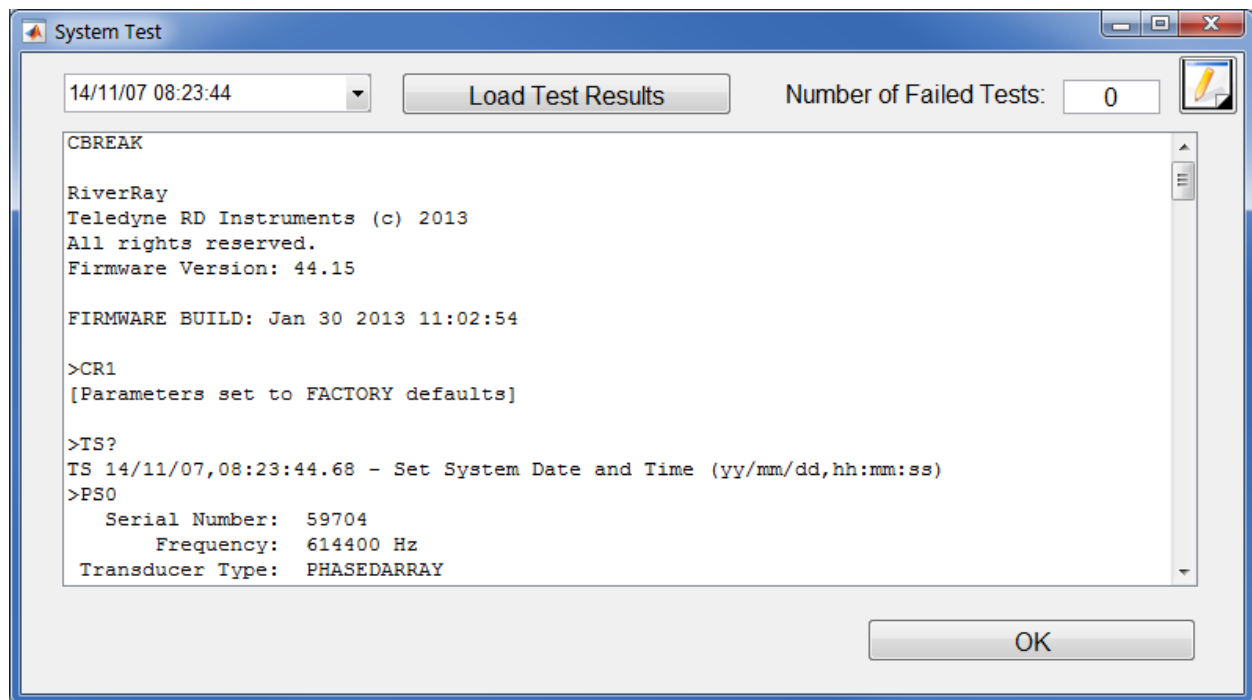 System Test
14/11/07 08:23:44
Load Test Results
Number of Failed Tests:
0
CBREAK
RiverRay
Teledyne RD Instruments (c) 2013
All rights reserved.
Firmware Version: 44.15
FIRMWARE BUILD: Jan 30 2013 11:02:54
>CR1
[Parameters set to FACTORY defaults]
>TS?
TS 14/11/07,08:23:44.68 - Set System Date and Time (yy/mm/dd,hh:mm:ss)
>PS0
Serial Number: 59704
Frequency: 614400 Hz
Transducer Type: PHASEDARRAY
OK